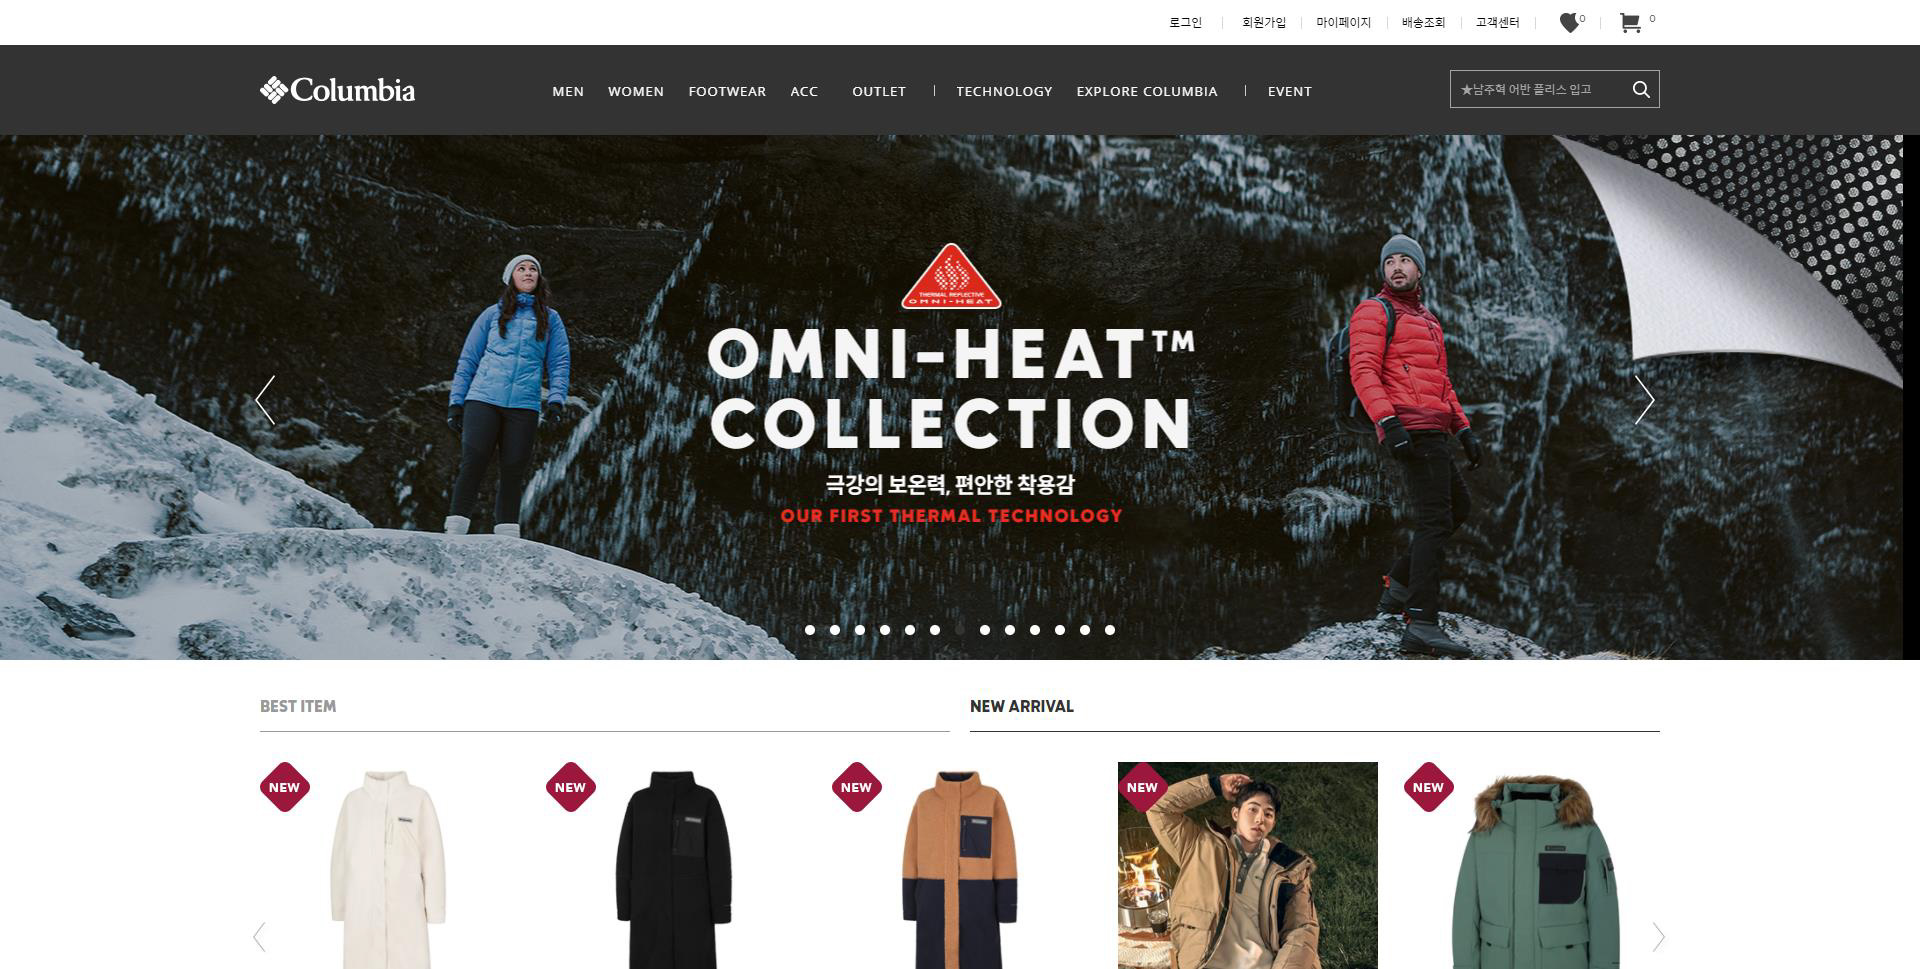 로그인
회원가입
마이페이지
배송조회
고객센터
0
0
Columbia
MEN
WOMEN
FOOTWEAR
ACC
OUTLET
TECHNOLOGY
EXPLORE COLUMBIA
EVENT
★남주혁 어반 플리스 입고
THERMAL REFLECTIVE
OMNI-HEAT
OMNI-HEAT™
COLLECTION
극강의 보온력, 편안한 착용감
OUR FIRST THERMAL TECHNOLOGY
BEST ITEM
NEW ARRIVAL
NEW
NEW
NEW
NEW
NEW